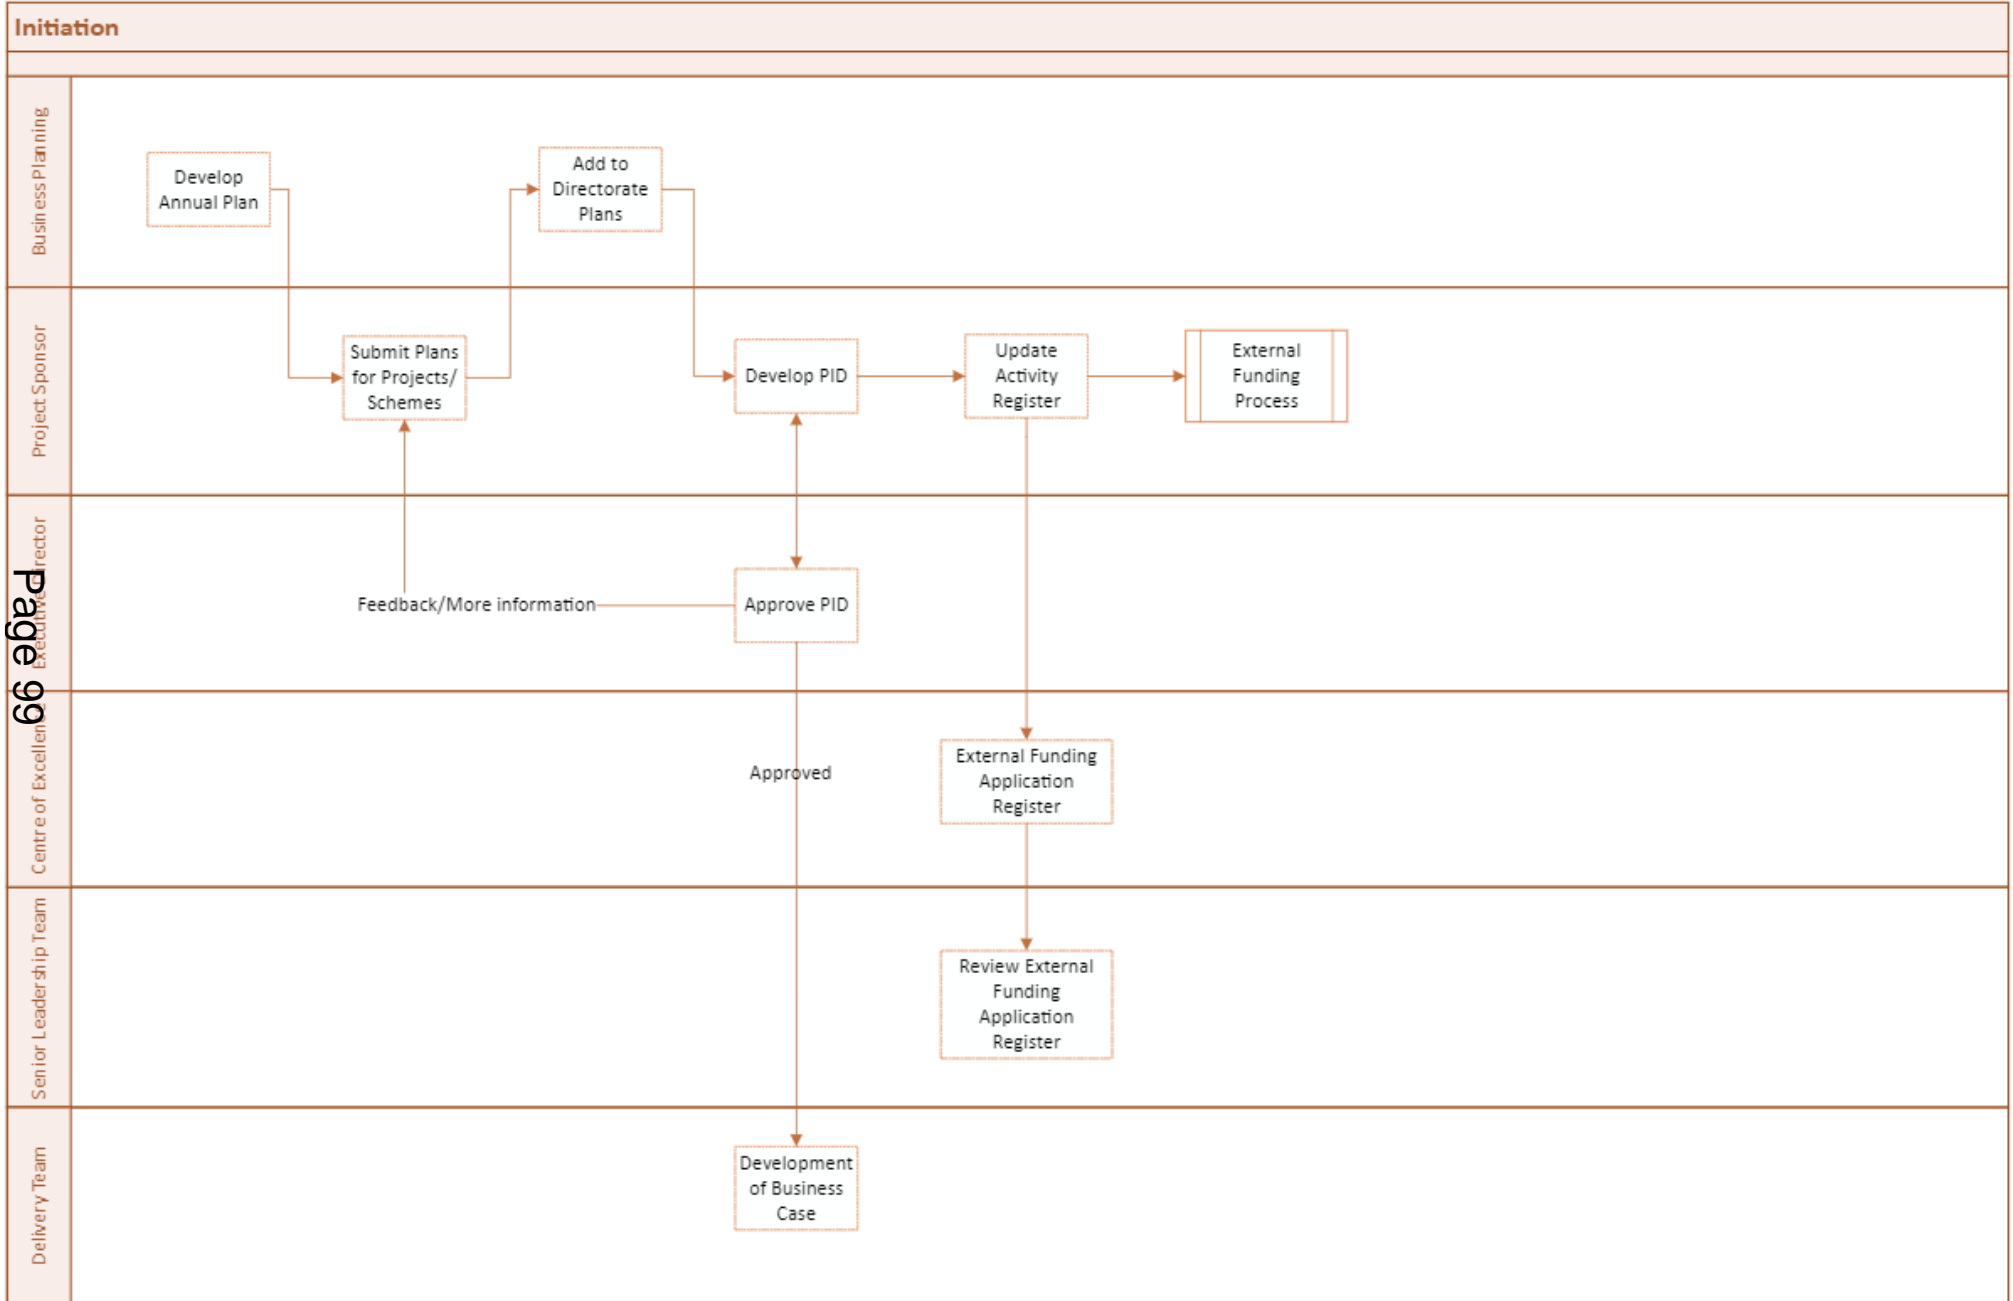 Initiation
Business Planning
Develop
Annual Plan
Add to
Directorate
Plans
Project Sponsor
Submit Plans
for Projects/
Schemes
Develop PID
Update
Activity
Register
External
Funding
Process
Executive Director
Feedback/More information
Approve PID
Page 99
Centre of Excellence
Approved
External Funding
Application
Register
Senior Leadership Team
Review External
Funding
Application
Register
Delivery Team
Development
of Business
Case